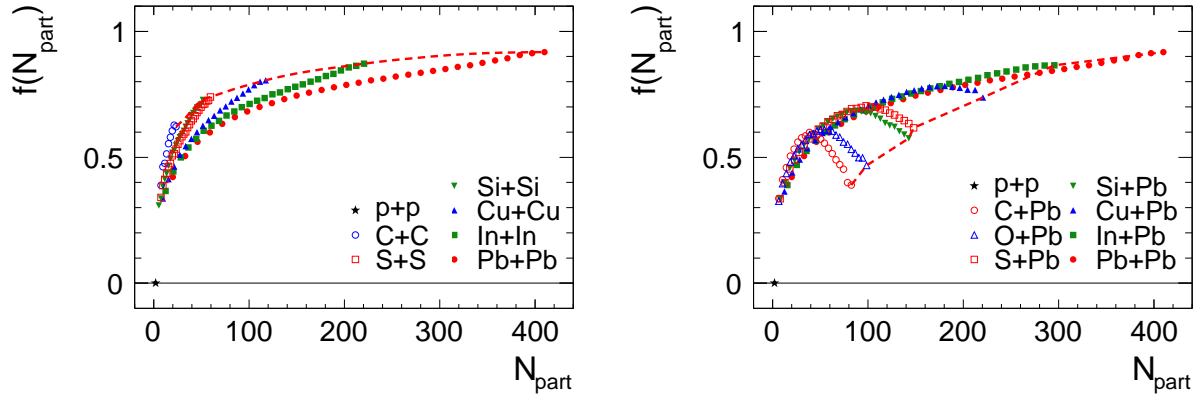 f(N_part)
1
0.5
0
p+p
C+C
S+S
Si+Si
Cu+Cu
In+In
Pb+Pb
0 100 200 300 400
N_part
f(N_part)
1
0.5
0
p+p
C+Pb
O+Pb
S+Pb
Si+Pb
Cu+Pb
In+Pb
Pb+Pb
0 100 200 300 400
N_part